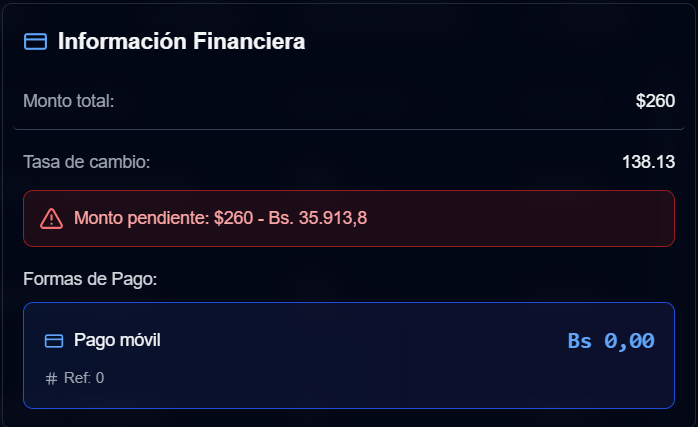 Información Financiera
Monto total: $260
Tasa de cambio: 138.13
Monto pendiente: $260 - Bs. 35.913,8
Formas de Pago:
Pago móvil Bs 0,00
# Ref: 0